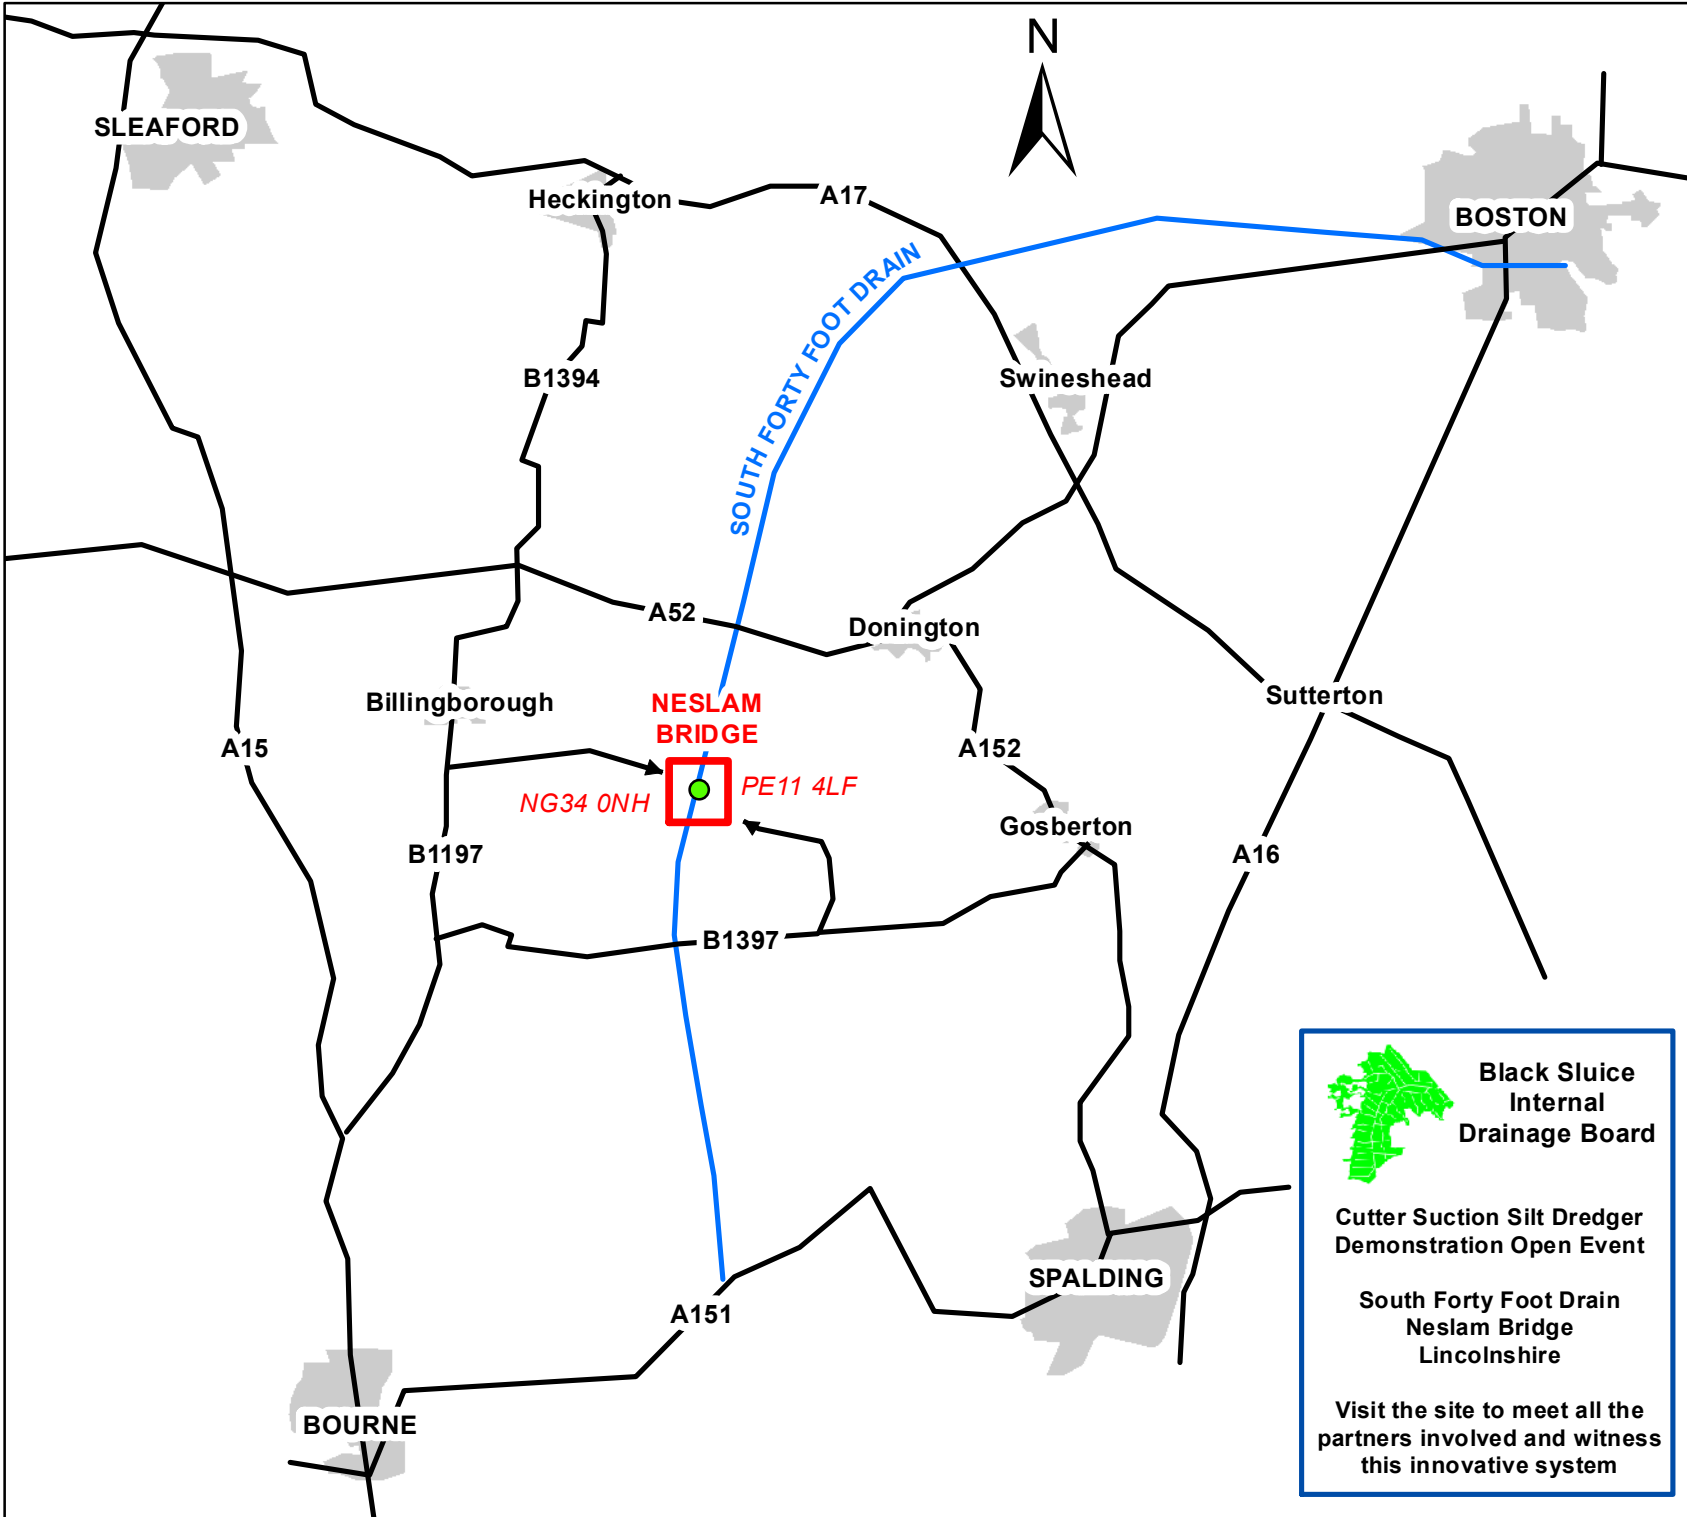 N
SLEAFORD
Heckington
A17
BOSTON
SOUTH FORTY FOOT DRAIN
B1394
Swineshead
A52
Donington
Billingborough
NESLAM
BRIDGE
Sutterton
A15
A152
NG34 0NH
PE11 4LF
Gosberton
B1197
A16
B1397
SPALDING
A151
BOURNE
Black Sluice
Internal
Drainage Board
Cutter Suction Silt Dredger
Demonstration Open Event
South Forty Foot Drain
Neslam Bridge
Lincolnshire
Visit the site to meet all the
partners involved and witness
this innovative system